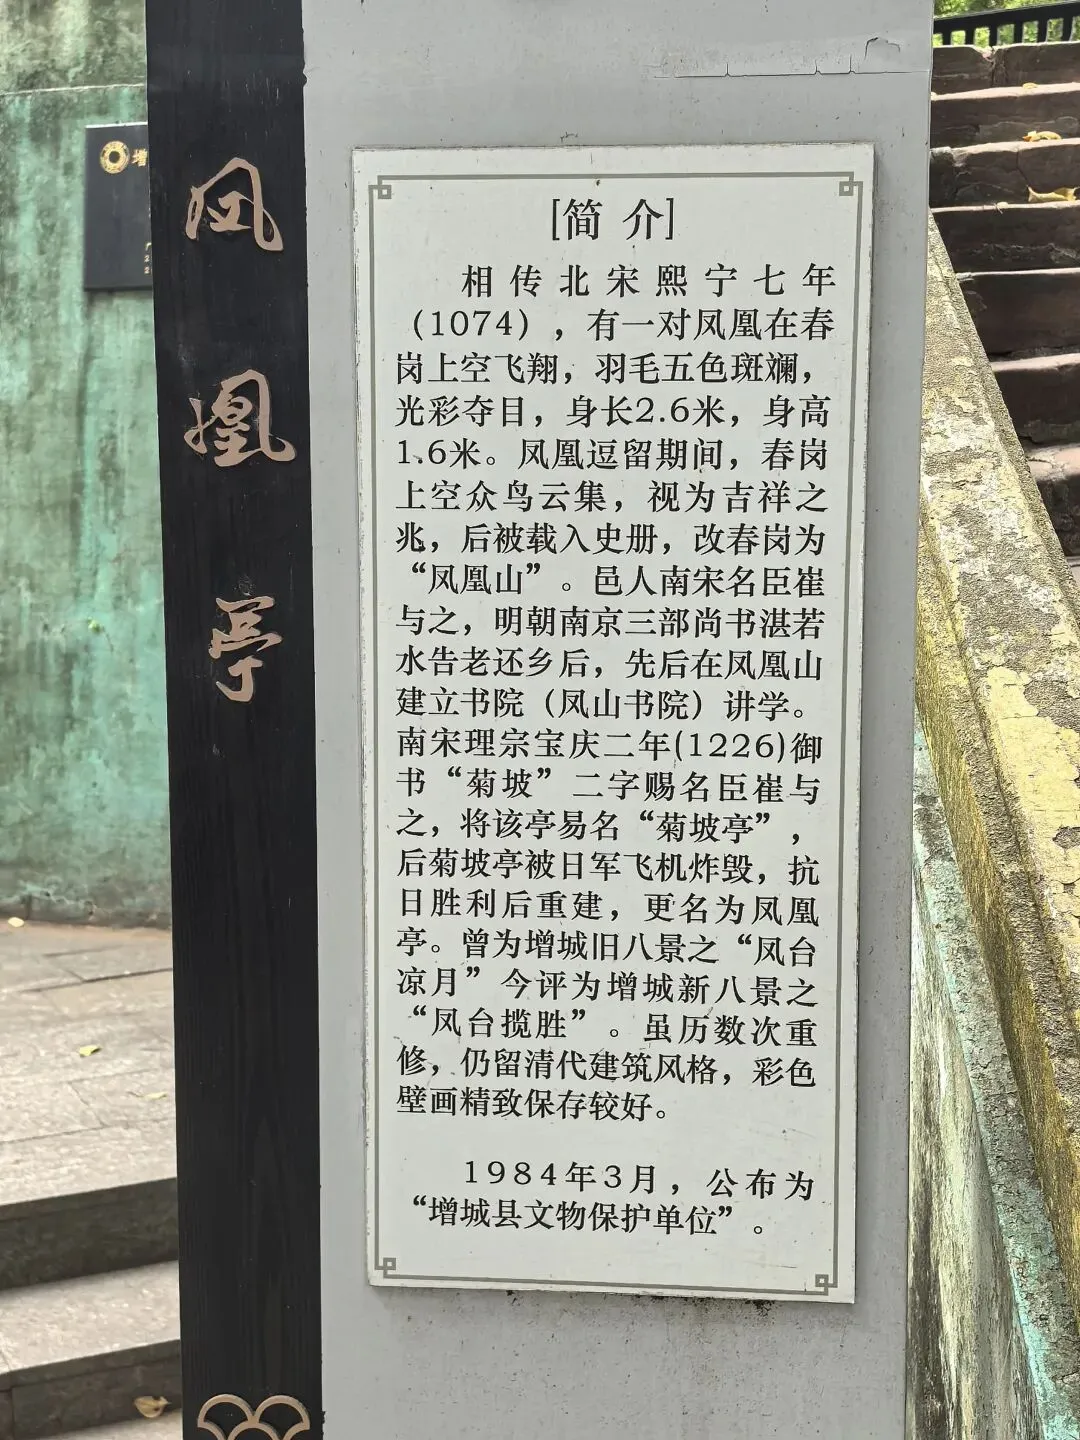 凤凰亭
增
[简 介]
相传北宋熙宁七年
（1074），有一对凤凰在春
岗上空飞翔，羽毛五色斑斓，
光彩夺目，身长2.6米，身高
1.6米。凤凰逗留期间，春岗
上空众鸟云集，视为吉祥之
兆，后被载入史册，改春岗为
“凤凰山”。邑人南宋名臣崔
与之，明朝南京三部尚书湛若
水告老还乡后，先后在凤凰山
建立书院（凤山书院）讲学。
南宋理宗宝庆二年(1226)御
书“菊坡”二字赐名臣崔与
之，将该亭易名“菊坡亭”，
后菊坡亭被日军飞机炸毁，抗
日胜利后重建，更名为凤凰
亭。曾为增城旧八景之“凤台
凉月”今评为增城新八景之
“凤台揽胜”。虽历数次重
修，仍留清代建筑风格，彩色
壁画精致保存较好。
1984年3月，公布为
“增城县文物保护单位”。